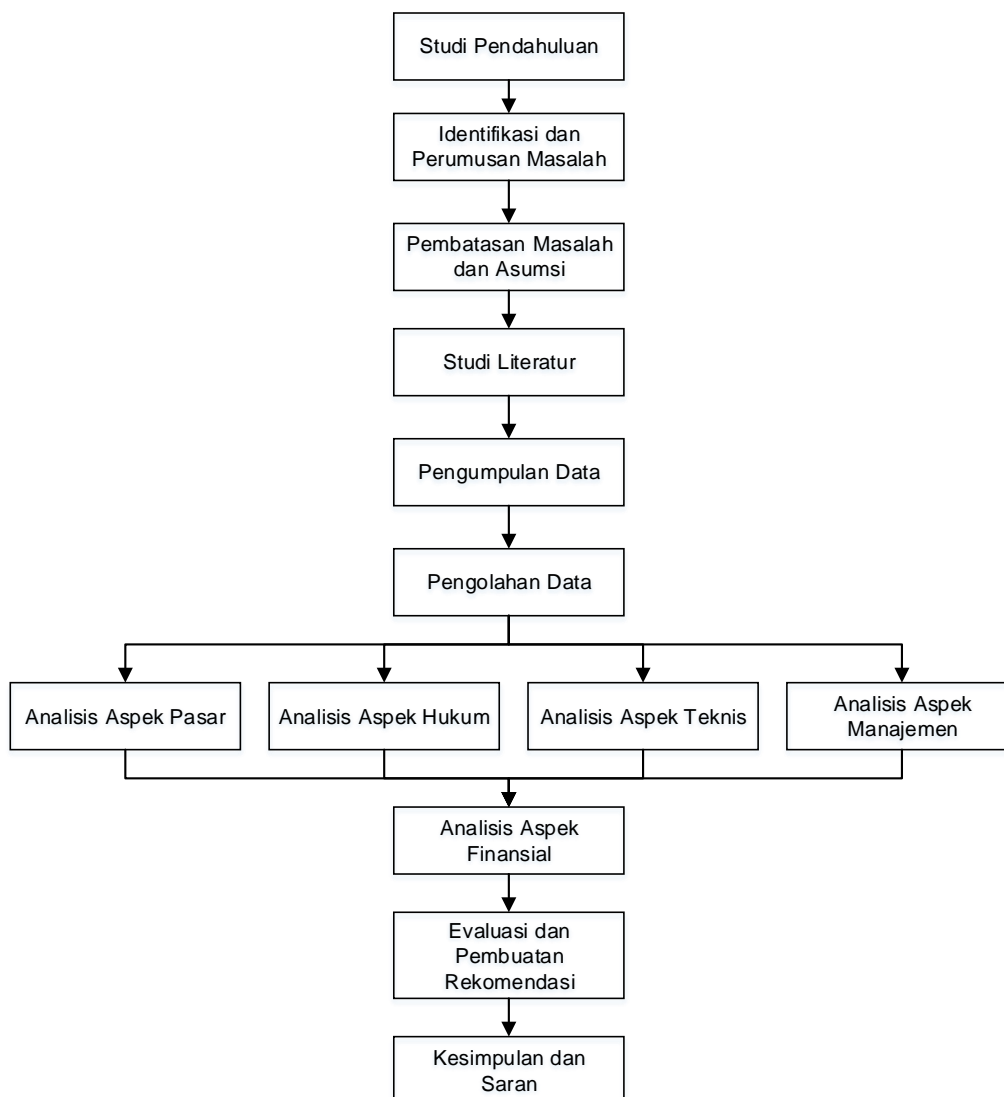 Studi Pendahuluan
Identifikasi dan
Perumusan Masalah
Pembatasan Masalah
dan Asumsi
Studi Literatur
Pengumpulan Data
Pengolahan Data
Analisis Aspek Pasar
Analisis Aspek Hukum
Analisis Aspek Teknis
Analisis Aspek
Manajemen
Analisis Aspek
Finansial
Evaluasi dan
Pembuatan
Rekomendasi
Kesimpulan dan
Saran